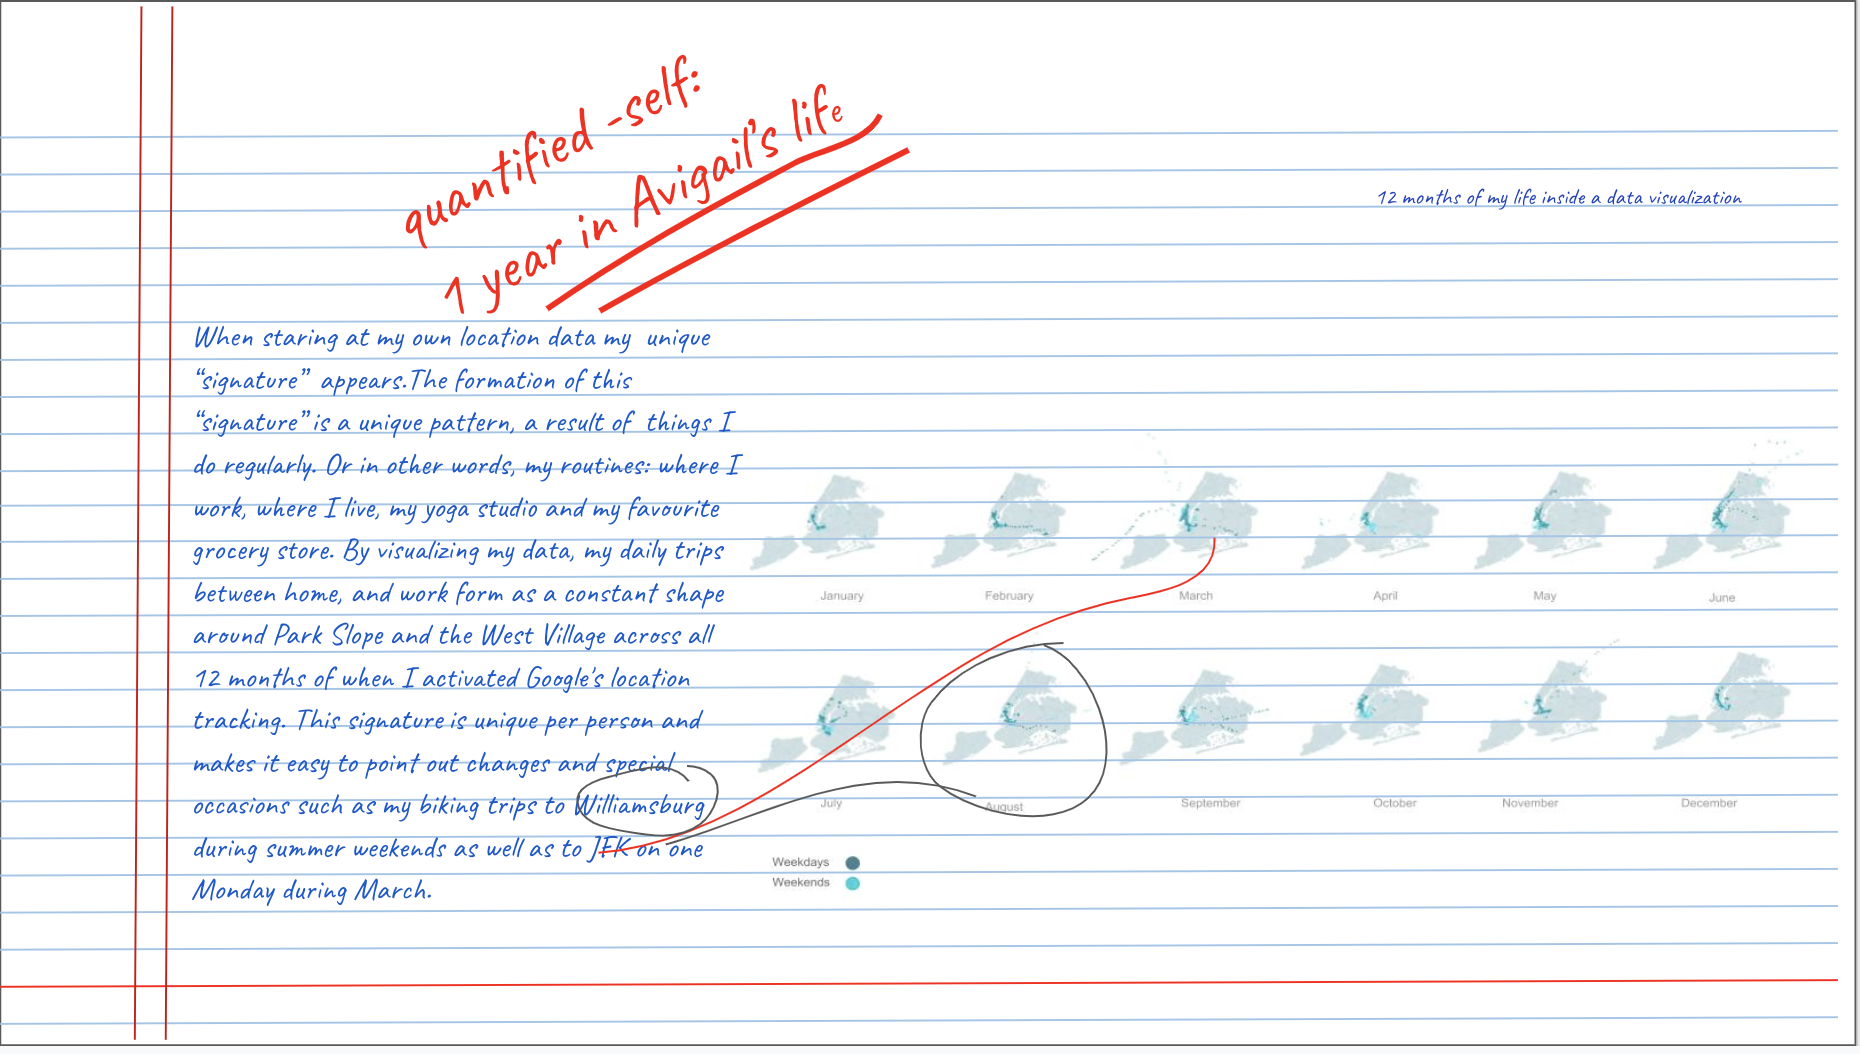 quantified -self:
1 year in Avigail's life
12 months of my life inside a data visualization
When staring at my own location data my unique
“signature” appears.The formation of this
“signature” is a unique pattern, a result of things I
do regularly. Or in other words, my routines: where I
work, where I live, my yoga studio and my favourite
grocery store. By visualizing my data, my daily trips
between home, and work form as a constant shape
around Park Slope and the West Village across all
12 months of when I activated Google's location
tracking. This signature is unique per person and
makes it easy to point out changes and special
occasions such as my biking trips to Williamsburg
during summer weekends as well as to JFK on one
Monday during March.
January February March April May June
July August September October November December
Weekdays
Weekends